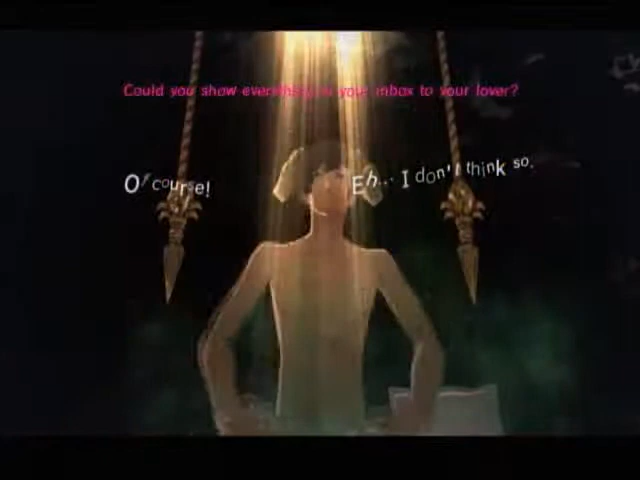 Could you show everything in your inbox to your lover?
Of course!
Eh... I don't think so.